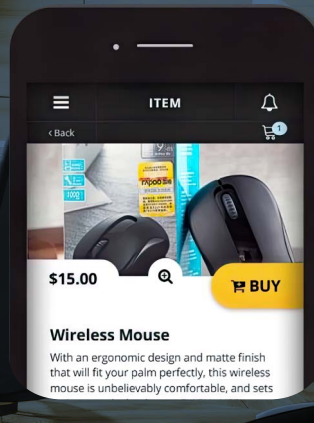 ITEM
< Back
1
$15.00
BUY
Wireless Mouse
With an ergonomic design and matte finish
that will fit your palm perfectly, this wireless
mouse is unbelievably comfortable, and sets